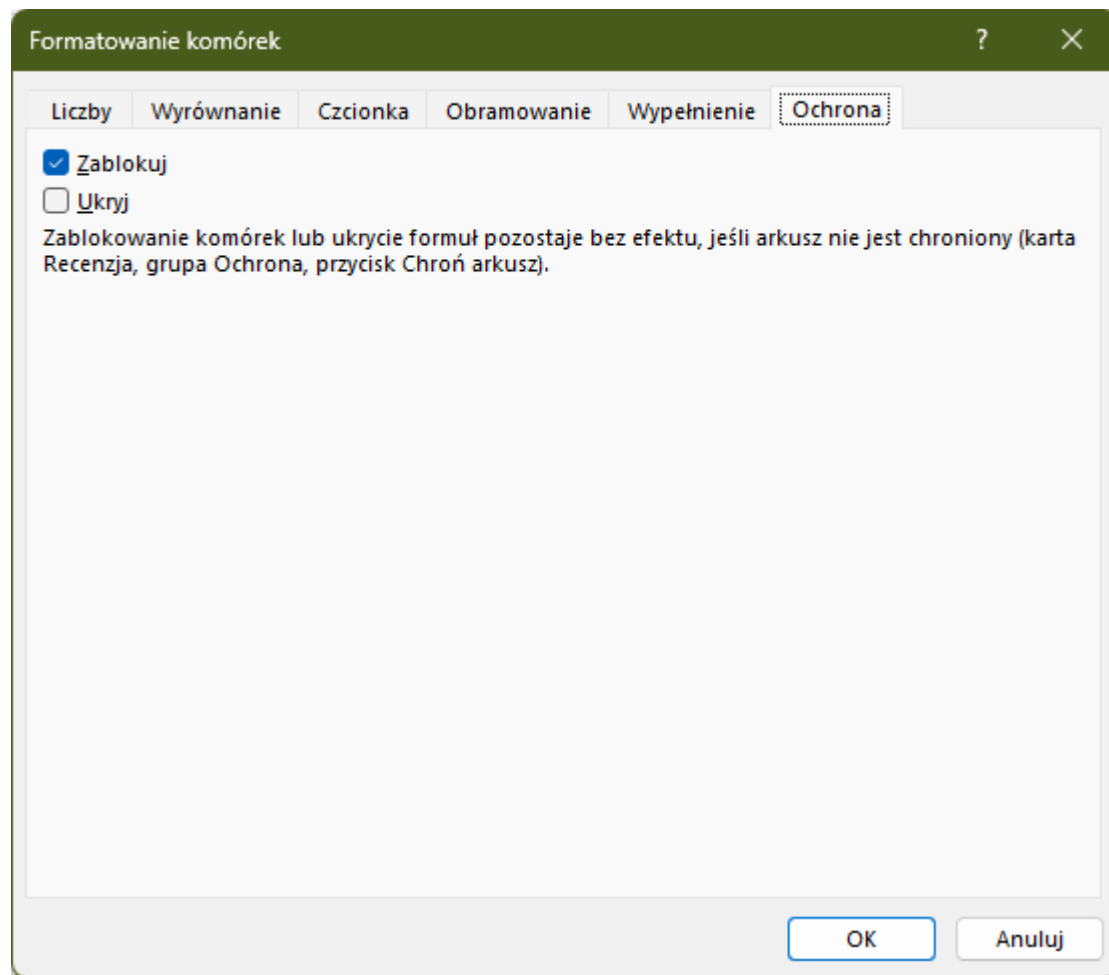 Formatowanie komórek ?
Liczby Wyrównanie Czcionka Obramowanie Wypełnienie Ochrona
Zablokuj
Ukryj
Zablokowanie komórek lub ukrycie formuł pozostaje bez efektu, jeśli arkusz nie jest chroniony (karta
Recenzja, grupa Ochrona, przycisk Chroń arkusz).
OK Anuluj